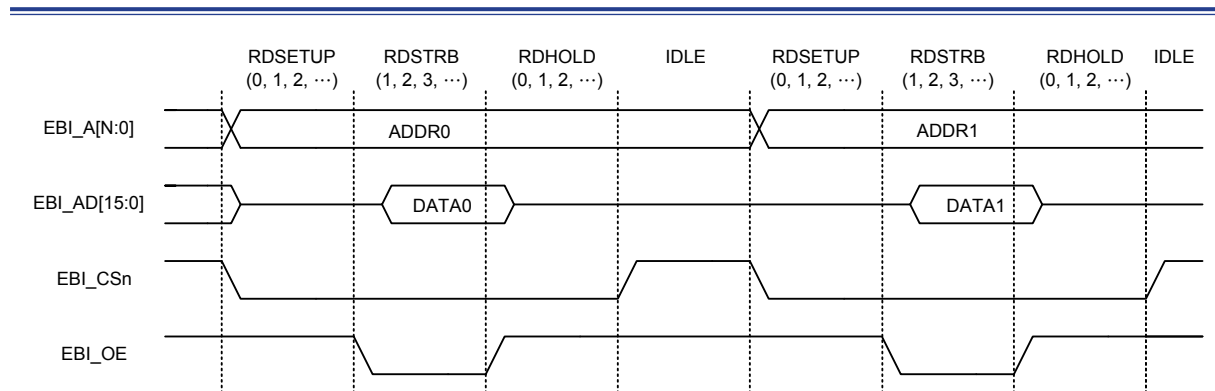 RDSETUP RDSTRB RDHOLD IDLE RDSETUP RDSTRB RDHOLD IDLE
(0, 1, 2, ⋯) (1, 2, 3, ⋯) (0, 1, 2, ⋯) (0, 1, 2, ⋯) (1, 2, 3, ⋯) (0, 1, 2, ⋯)
EBI_A[N:0] ADDR0 ADDR1
EBI_AD[15:0] DATA0 DATA1
EBI_CSn
EBI_OE